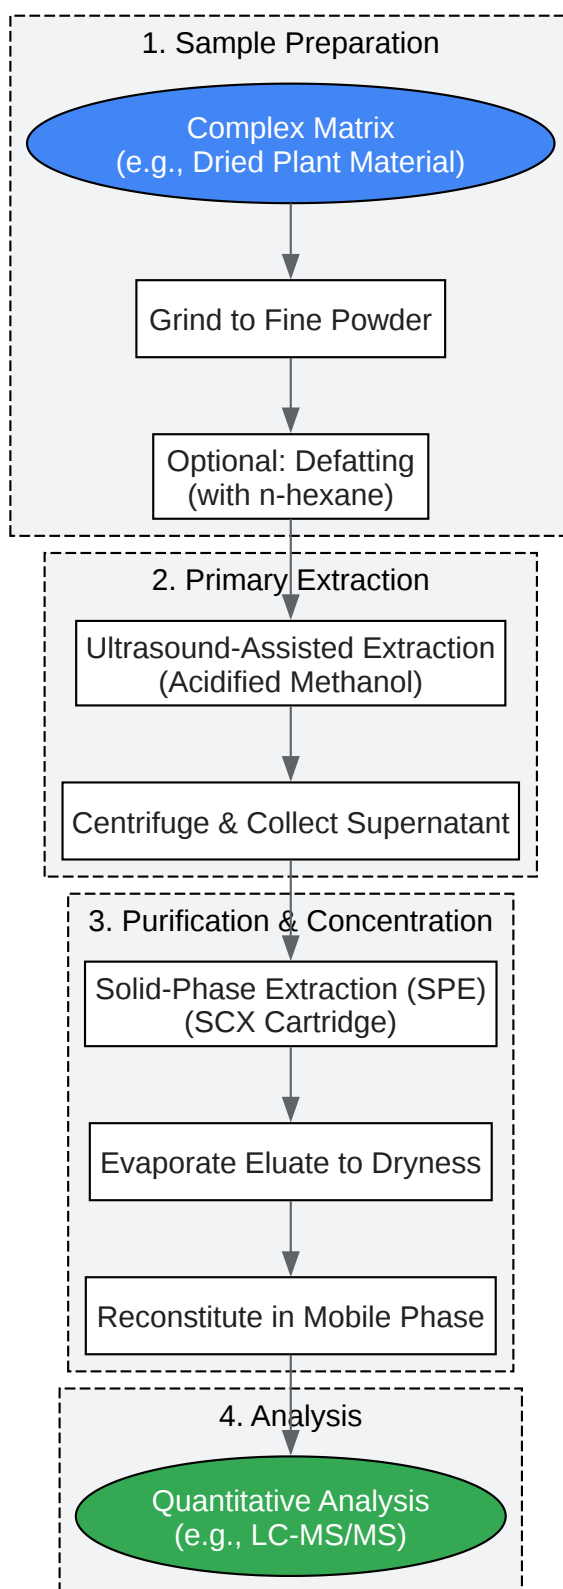 1. Sample Preparation
Complex Matrix
(e.g., Dried Plant Material)
Grind to Fine Powder
Optional: Defatting
(with n-hexane)
2. Primary Extraction
Ultrasound-Assisted Extraction
(Acidified Methanol)
Centrifuge & Collect Supernatant
3. Purification & Concentration
Solid-Phase Extraction (SPE)
(SCX Cartridge)
Evaporate Eluate to Dryness
Reconstitute in Mobile Phase
4. Analysis
Quantitative Analysis
(e.g., LC-MS/MS)